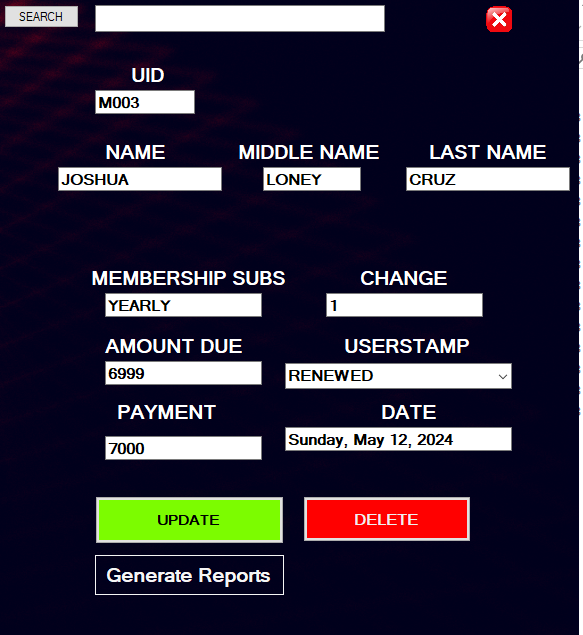 SEARCH
UID
M003
NAME MIDDLE NAME LAST NAME
JOSHUA LONEY CRUZ
MEMBERSHIP SUBS CHANGE
YEARLY 1
AMOUNT DUE USERSTAMP
6999 RENEWED
PAYMENT DATE
7000 Sunday, May 12, 2024
UPDATE DELETE
Generate Reports